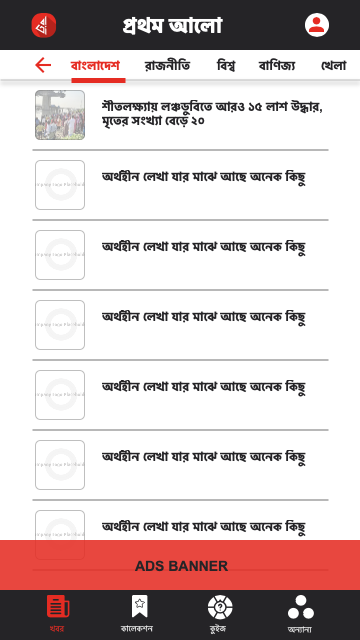 প্রথম আলো
বাংলাদেশ রাজনীতি বিশ্ব বাণিজ্য খেলা
শীতলক্ষ্যায় লঞ্চডুবিতে আরও ১৫ লাশ উদ্ধার,
মৃতের সংখ্যা বেড়ে ২০
অর্থহীন লেখা যার মাঝে আছে অনেক কিছু
অর্থহীন লেখা যার মাঝে আছে অনেক কিছু
অর্থহীন লেখা যার মাঝে আছে অনেক কিছু
অর্থহীন লেখা যার মাঝে আছে অনেক কিছু
অর্থহীন লেখা যার মাঝে আছে অনেক কিছু
অর্থহীন লেখা যার মাঝে আছে অনেক কিছু
ADS BANNER
খবর কালেকশন কুইজ অন্যান্য